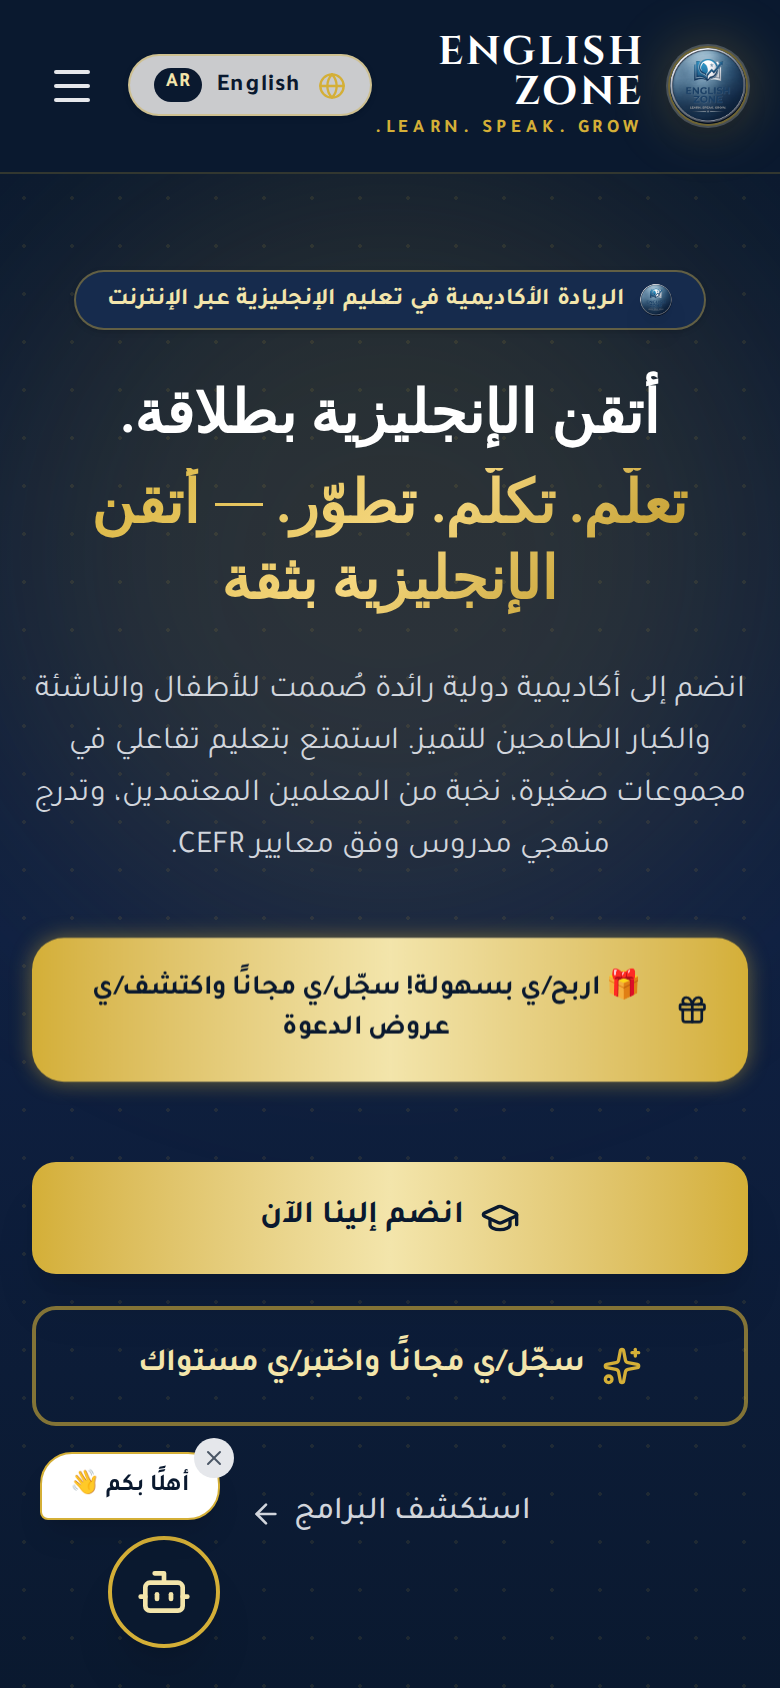 ENGLISH
ZONE
.LEARN. SPEAK. GROW
English AR
الريادة الأكاديمية في تعليم الإنجليزية عبر الإنترنت
أتقن الإنجليزية بطلاقة.
تعلّم. تكلّم. تطوّر. — أتقن
الإنجليزية بثقة
انضم إلى أكاديمية دولية رائدة صُممت للأطفال والناشئة
والكبار الطامحين للتميز. استمتع بتعليم تفاعلي في
مجموعات صغيرة، نخبة من المعلمين المعتمدين، وتدرج
منهجي مدروس وفق معايير CEFR.
🎁 اربح/ي بسهولة! سجّل/ي مجانًا واكتشف/ي
عروض الدعوة
انضم إلينا الآن
سجّل/ي مجانًا واختبر/ي مستواك
أهلًا بكم 👋
استكشف البرامج ←